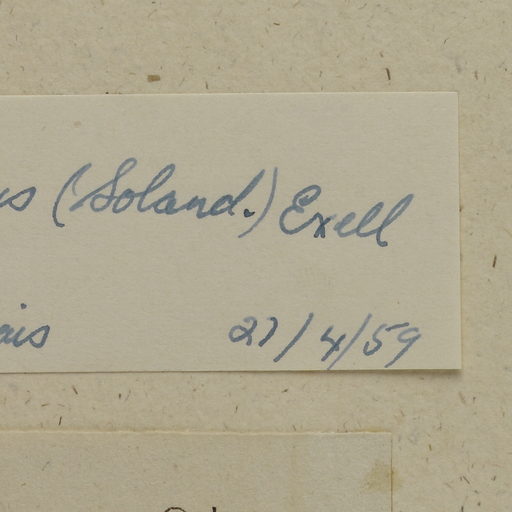 us (Soland.) Exell
ais 27/4/59